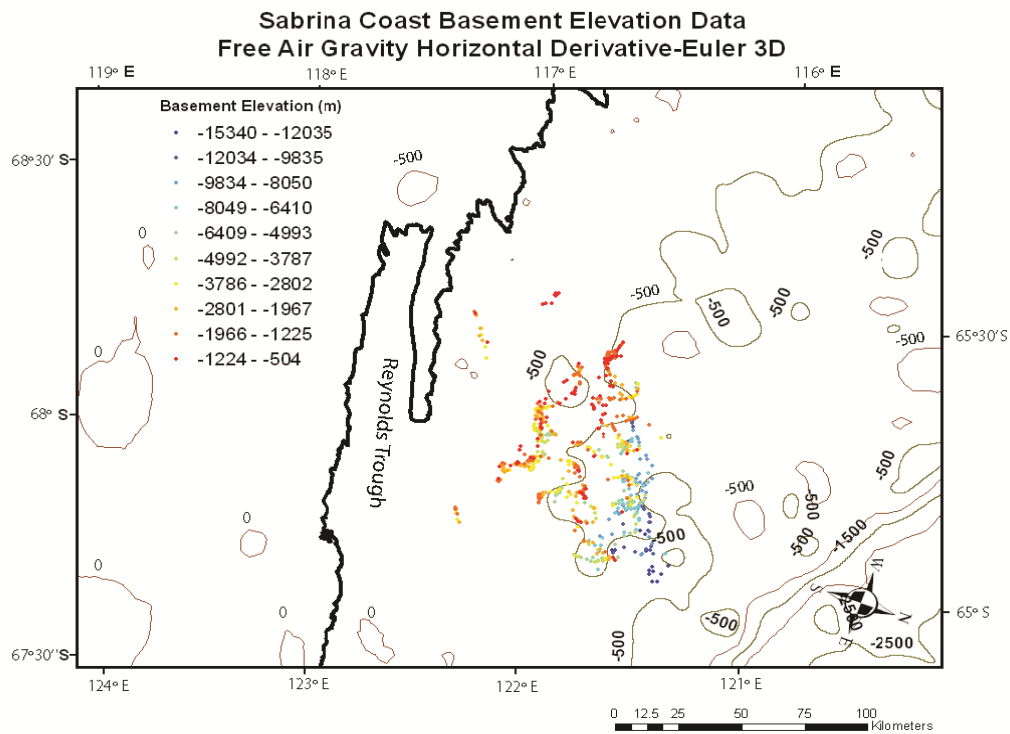 Sabrina Coast Basement Elevation Data
Free Air Gravity Horizontal Derivative-Euler 3D
119° E
118° E
117° E
116° E
Basement Elevation (m)
-15340 - -12035
-12034 - -9835
-9834 - -8050
-8049 - -6410
-6409 - -4993
-4992 - -3787
-3786 - -2802
-2801 - -1967
-1966 - -1225
-1224 - -504
68°30' S
68° S
67°30' S
65°30'S
65° S
-500
0
-500
-500
-500
-500
-500
0
-500
Reynolds Trough
-500
-500
-500
-500
-1500
0
-500
0
0
0
-500
-500
W
S
N
E
-2500
124° E
123° E
122° E
121° E
0 12.5 25 50 75 100
Kilometers